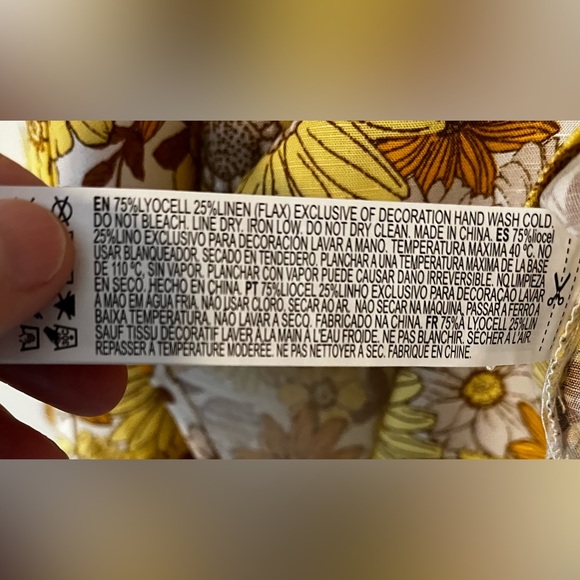 EN 75%LYOCELL 25%LINEN (FLAX) EXCLUSIVE OF DECORATION HAND WASH COLD.
DO NOT BLEACH. LINE DRY. IRON LOW. DO NOT DRY CLEAN. MADE IN CHINA. ES 75%liocel
25%LINO EXCLUSIVO PARA DECORACIÓN LAVAR A MANO. TEMPERATURA MAXIMA 40 °C. NO
USAR BLANQUEADOR, SECADO EN TENDEDERO. PLANCHAR A UNA TEMPERATURA MAXIMA DE LA BASE
DE 110 °C, SIN VAPOR. PLANCHAR CON VAPOR PUEDE CAUSAR DAÑO IRREVERSIBLE. NO LIMPIEZA
EN SECO. HECHO EN CHINA. PT 75%LIOCEL 25%LINHO EXCLUSIVO PARA DECORAÇÃO LAVAR
A MÃO EM ÁGUA FRIA. NÃO USAR CLORO. SECAR AO AR. NÃO SECAR NA MÁQUINA, PASSAR A FERRO A
BAIXA TEMPERATURA. NÃO LAVAR À SECO. FABRICADO NA CHINA. FR 75%A LYOCELL 25%LIN
SAUF TISSU DÉCORATIF LAVER ALLA MAIN À L'EAU FROIDE. NE PAS BLANCHIR. SÉCHER À L'AIR.
REPASSER À TEMPÉRATURE MODÉRÉE. NE PAS NETTOYER À SEC. FABRIQUÉ EN CHINE.